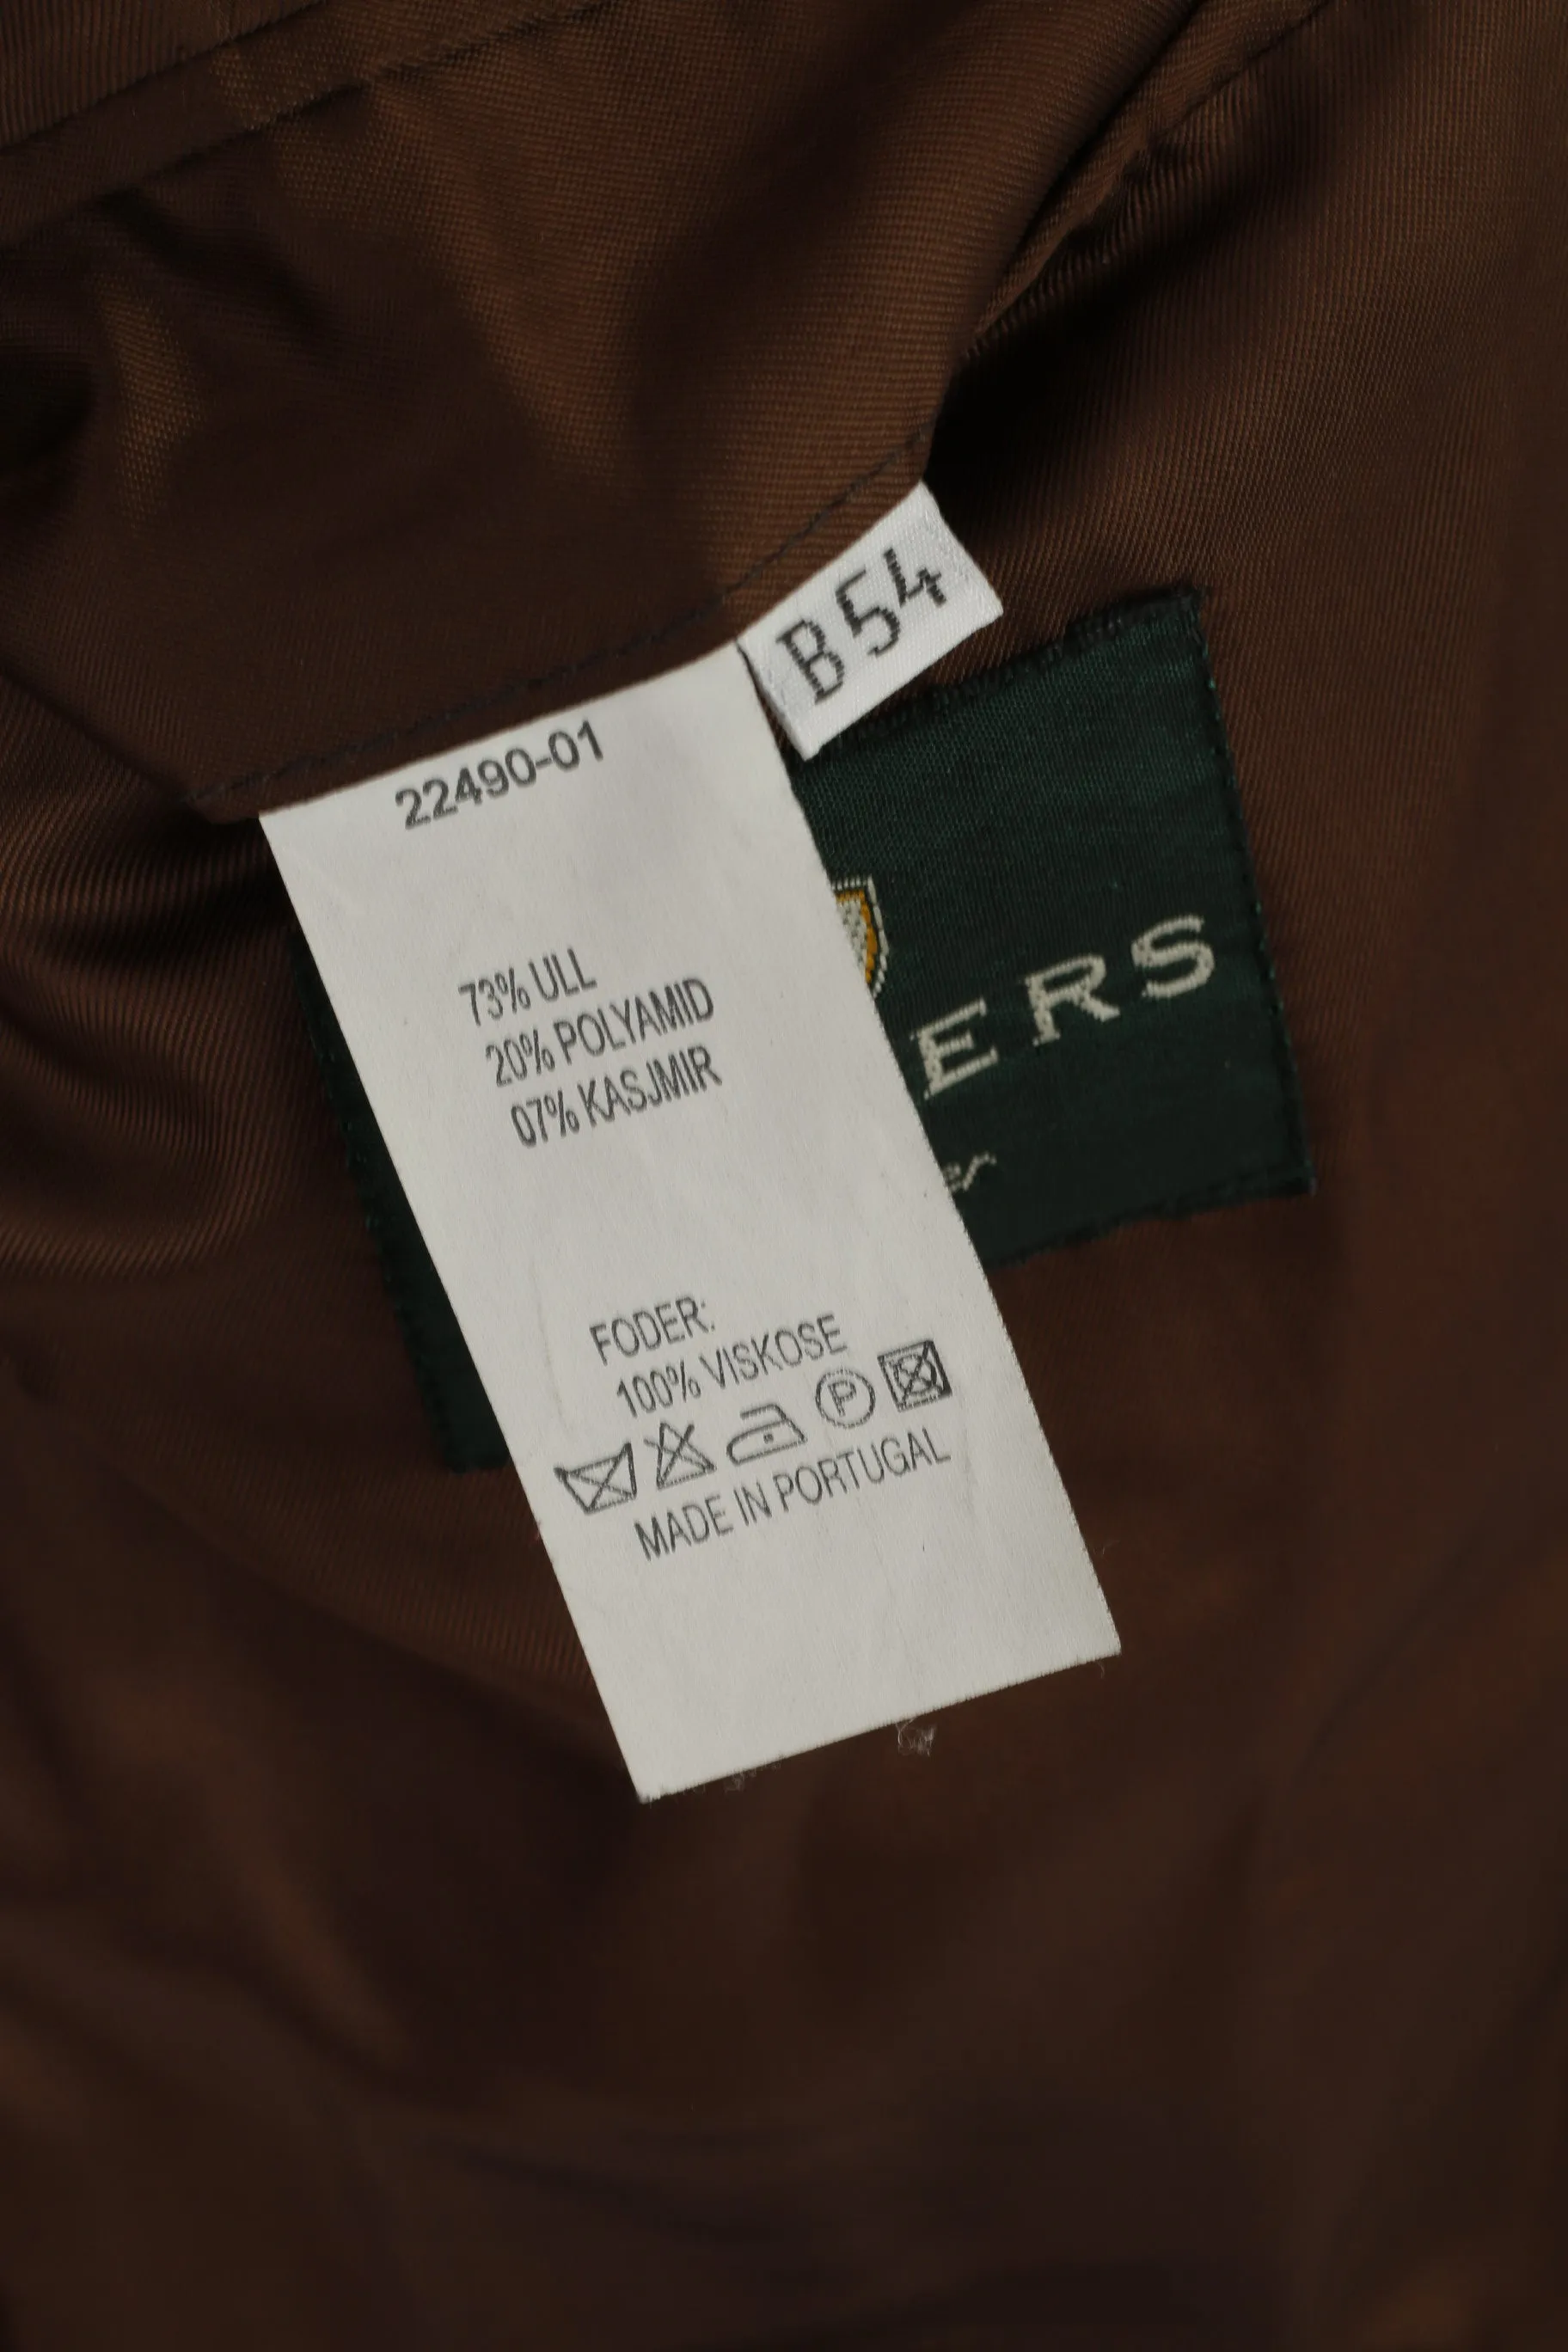 B54
22490-01
73% ULL
20% POLYAMID
07% KASJMIR
ERS
FODER:
100% VISKOSE
P
MADE IN PORTUGAL